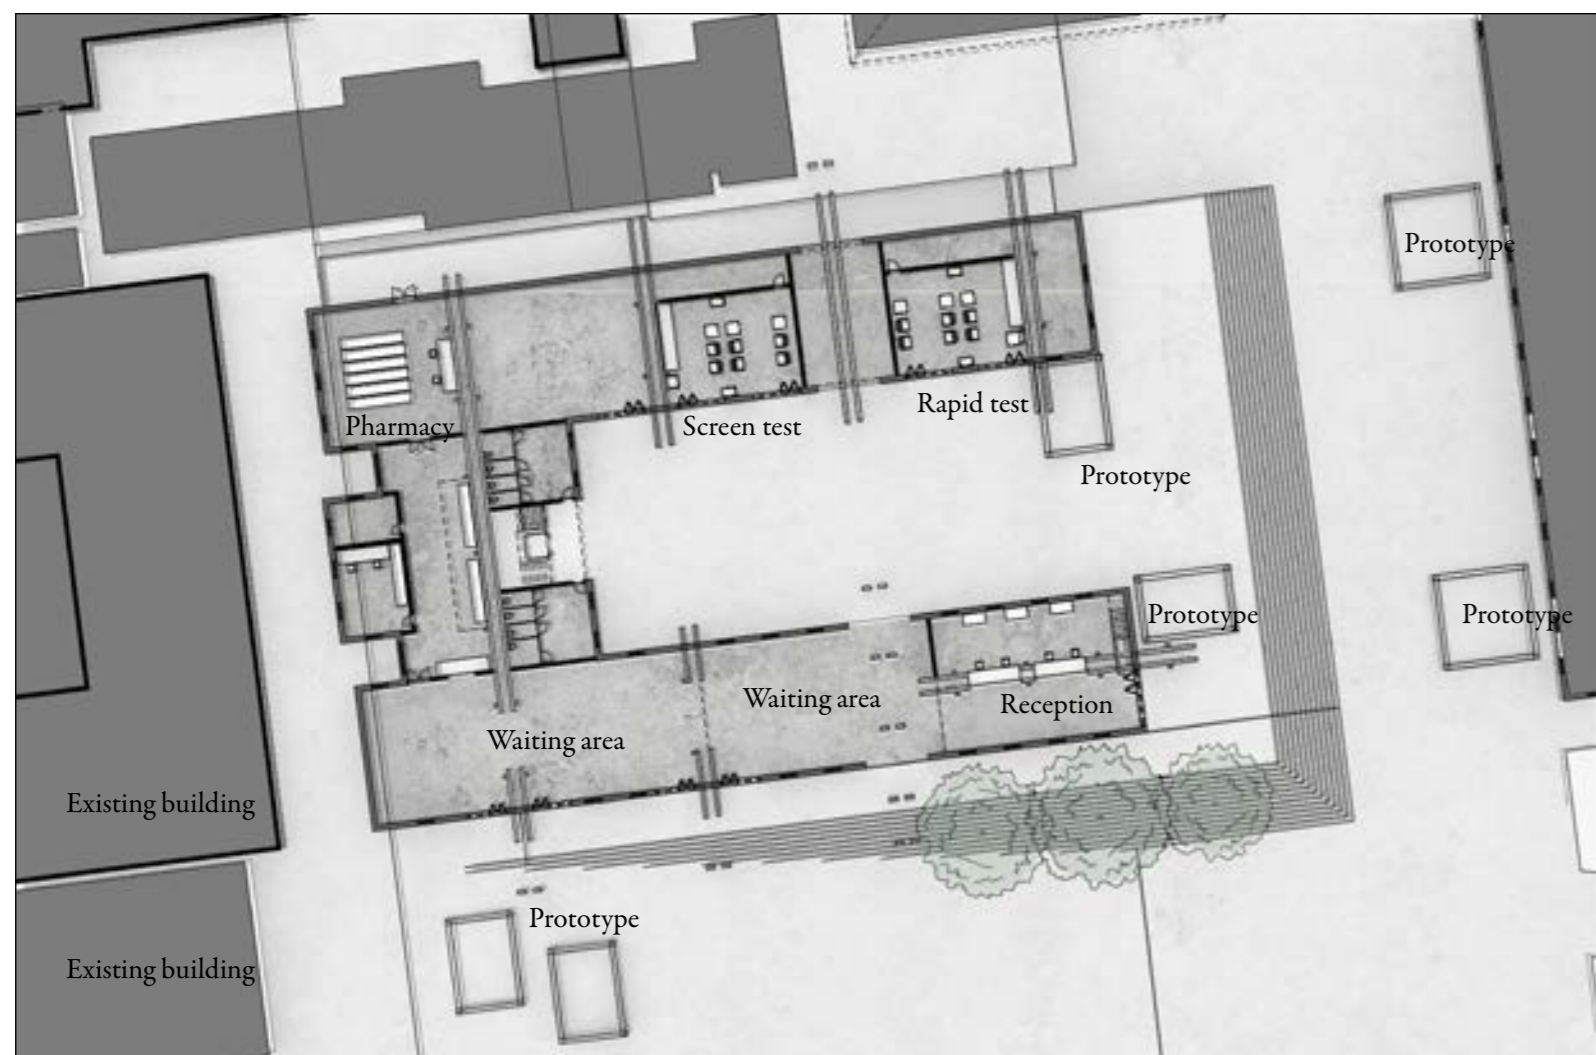 Prototype
Rapid test
Pharmacy
Screen test
Prototype
Prototype
Prototype
Waiting area
Reception
Waiting area
Existing building
Prototype
Existing building